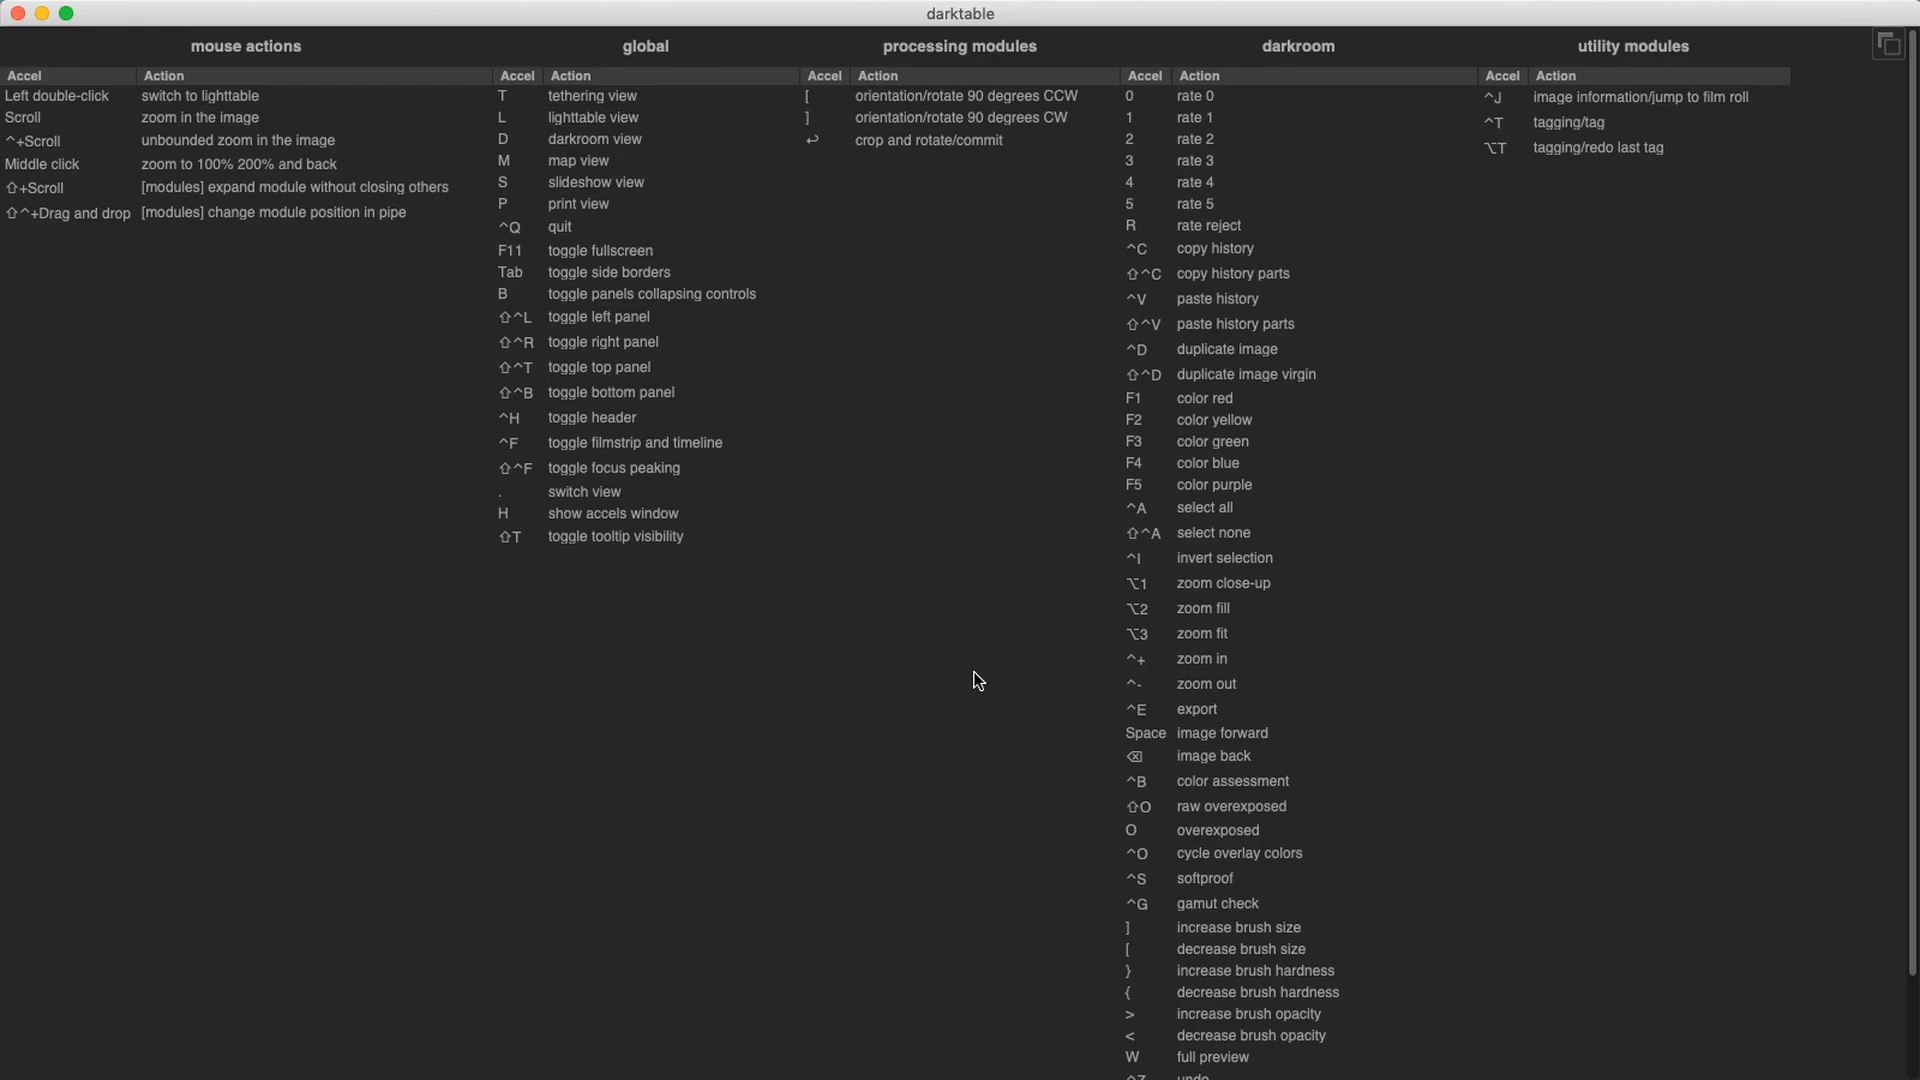 darktable
mouse actions
Accel Action
Left double-click switch to lighttable
Scroll zoom in the image
^+Scroll unbounded zoom in the image
Middle click zoom to 100% 200% and back
⇧+Scroll [modules] expand module without closing others
⇧^+Drag and drop [modules] change module position in pipe
global
Accel Action
T tethering view
L lighttable view
D darkroom view
M map view
S slideshow view
P print view
^Q quit
F11 toggle fullscreen
Tab toggle side borders
B toggle panels collapsing controls
⇧^L toggle left panel
⇧^R toggle right panel
⇧^T toggle top panel
⇧^B toggle bottom panel
^H toggle header
^F toggle filmstrip and timeline
⇧^F toggle focus peaking
. switch view
H show accels window
⇧T toggle tooltip visibility
processing modules
Accel Action
[ orientation/rotate 90 degrees CCW
] orientation/rotate 90 degrees CW
↩ crop and rotate/commit
darkroom
Accel Action
0 rate 0
1 rate 1
2 rate 2
3 rate 3
4 rate 4
5 rate 5
R rate reject
^C copy history
⇧^C copy history parts
^V paste history
⇧^V paste history parts
^D duplicate image
⇧^D duplicate image virgin
F1 color red
F2 color yellow
F3 color green
F4 color blue
F5 color purple
^A select all
⇧^A select none
^I invert selection
⌥1 zoom close-up
⌥2 zoom fill
⌥3 zoom fit
^+ zoom in
^- zoom out
^E export
Space image forward
⌫ image back
^B color assessment
⇧O raw overexposed
O overexposed
^O cycle overlay colors
^S softproof
^G gamut check
] increase brush size
[ decrease brush size
} increase brush hardness
{ decrease brush hardness
> increase brush opacity
< decrease brush opacity
W full preview
^Z undo
utility modules
Accel Action
^J image information/jump to film roll
^T tagging/tag
⌥T tagging/redo last tag